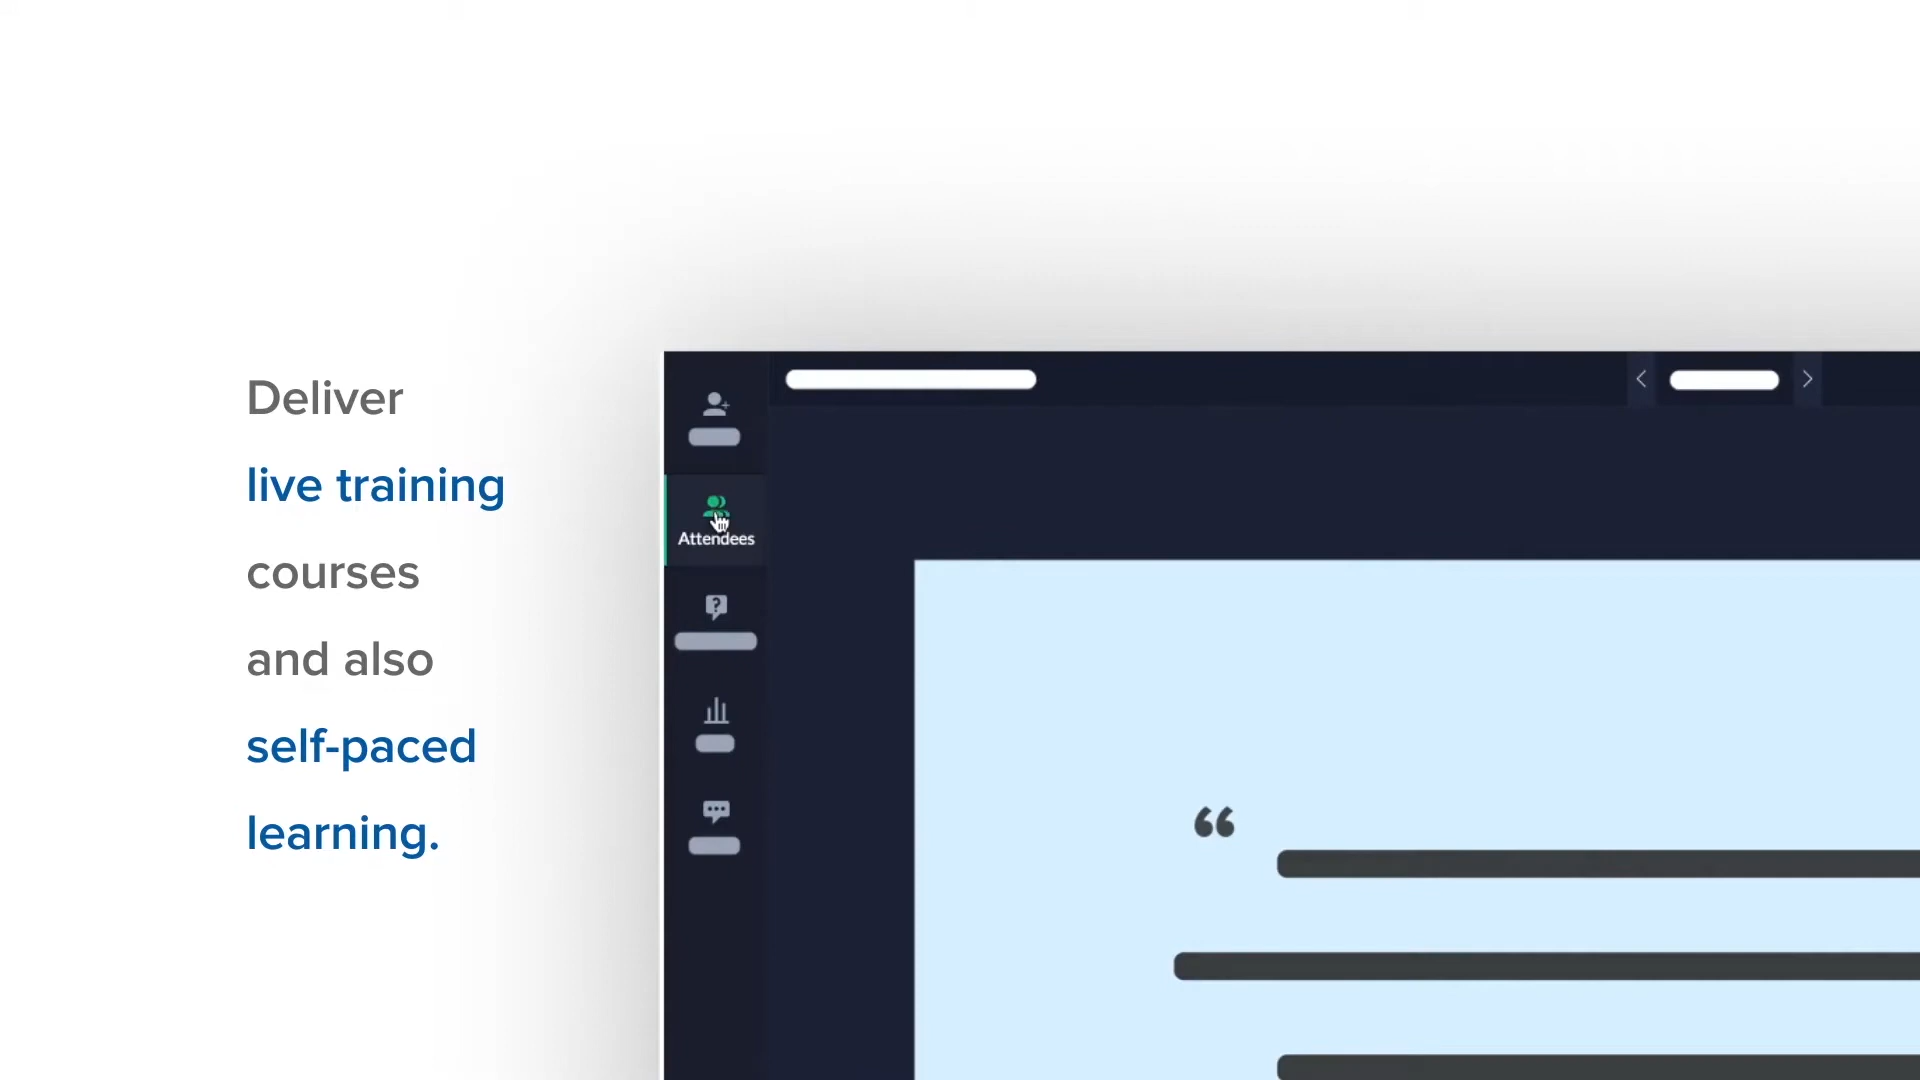 Deliver
live training
courses
and also
self-paced
learning.
Attendees
“